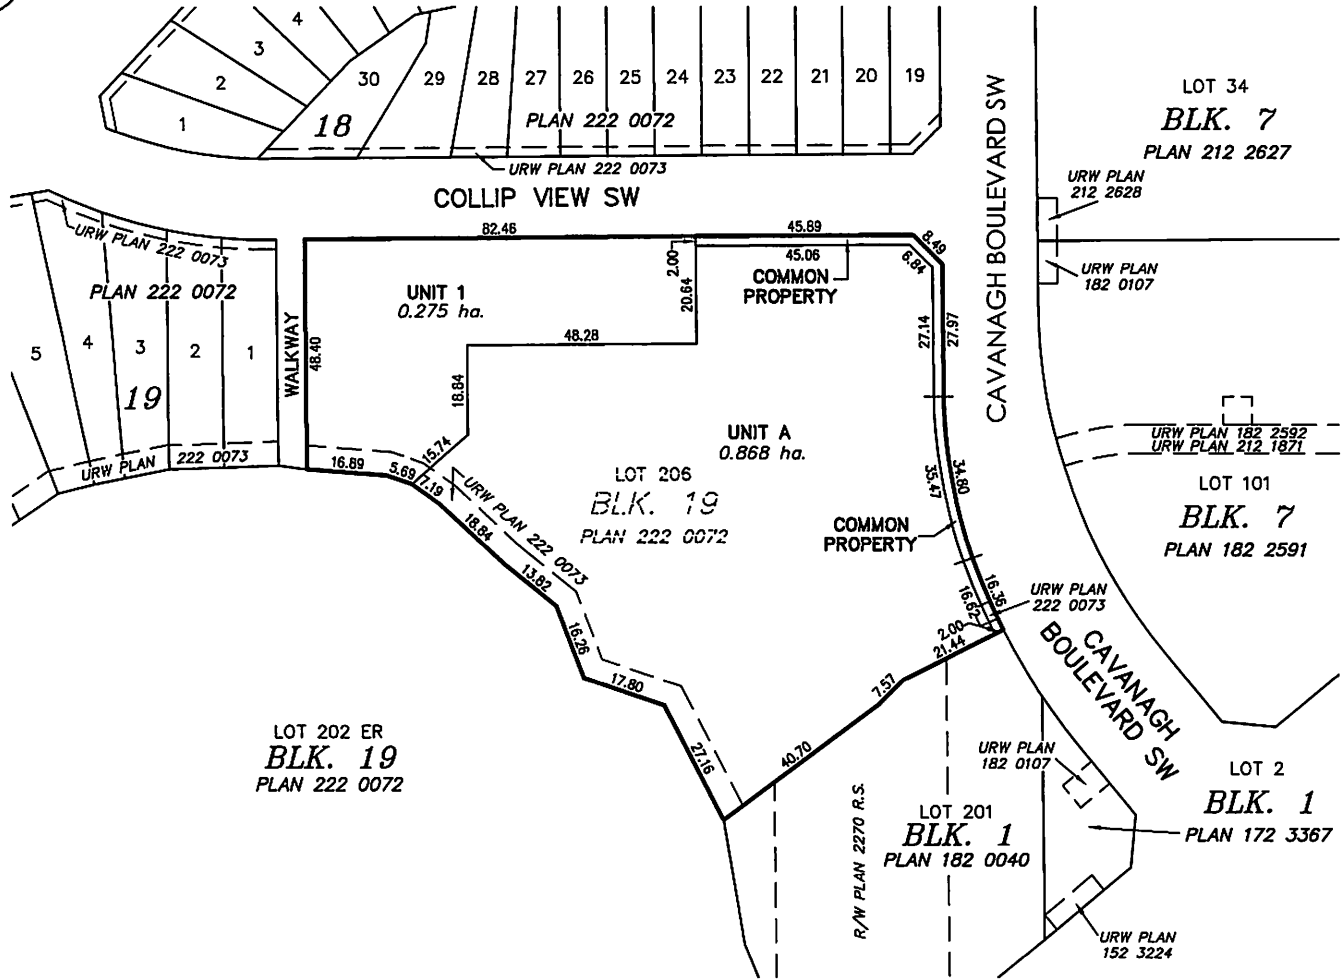 4
3
2
1
30
29
28
27
26
25
24
23
22
21
20
19
18
PLAN 222 0072
URW PLAN 222 0073
COLLIP VIEW SW
CAVANAGH BOULEVARD SW
LOT 34
BLK. 7
PLAN 212 2627
URW PLAN
212 2628
URW PLAN
182 0107
URW PLAN 222 0073
PLAN 222 0072
5
4
3
2
1
19
URW PLAN 222 0073
WALKWAY
48.40
82.46
45.89
8.49
2.00
45.06
6.84
COMMON
PROPERTY
UNIT 1
0.275 ha.
20.64
48.28
27.14
27.97
18.84
15.74
16.89
5.69
7.19
UNIT A
0.868 ha.
LOT 206
BLK. 19
PLAN 222 0072
URW PLAN 222 0073
34.80
35.47
COMMON
PROPERTY
18.84
13.82
16.26
17.80
27.16
16.36
16.62
2.00
21.44
7.57
40.70
URW PLAN
222 0073
URW PLAN 182 2592
URW PLAN 212 1871
LOT 101
BLK. 7
PLAN 182 2591
CAVANAGH
BOULEVARD SW
LOT 202 ER
BLK. 19
PLAN 222 0072
R/W PLAN 2270 R.S.
URW PLAN
182 0107
LOT 201
BLK. 1
PLAN 182 0040
LOT 2
BLK. 1
PLAN 172 3367
URW PLAN
152 3224